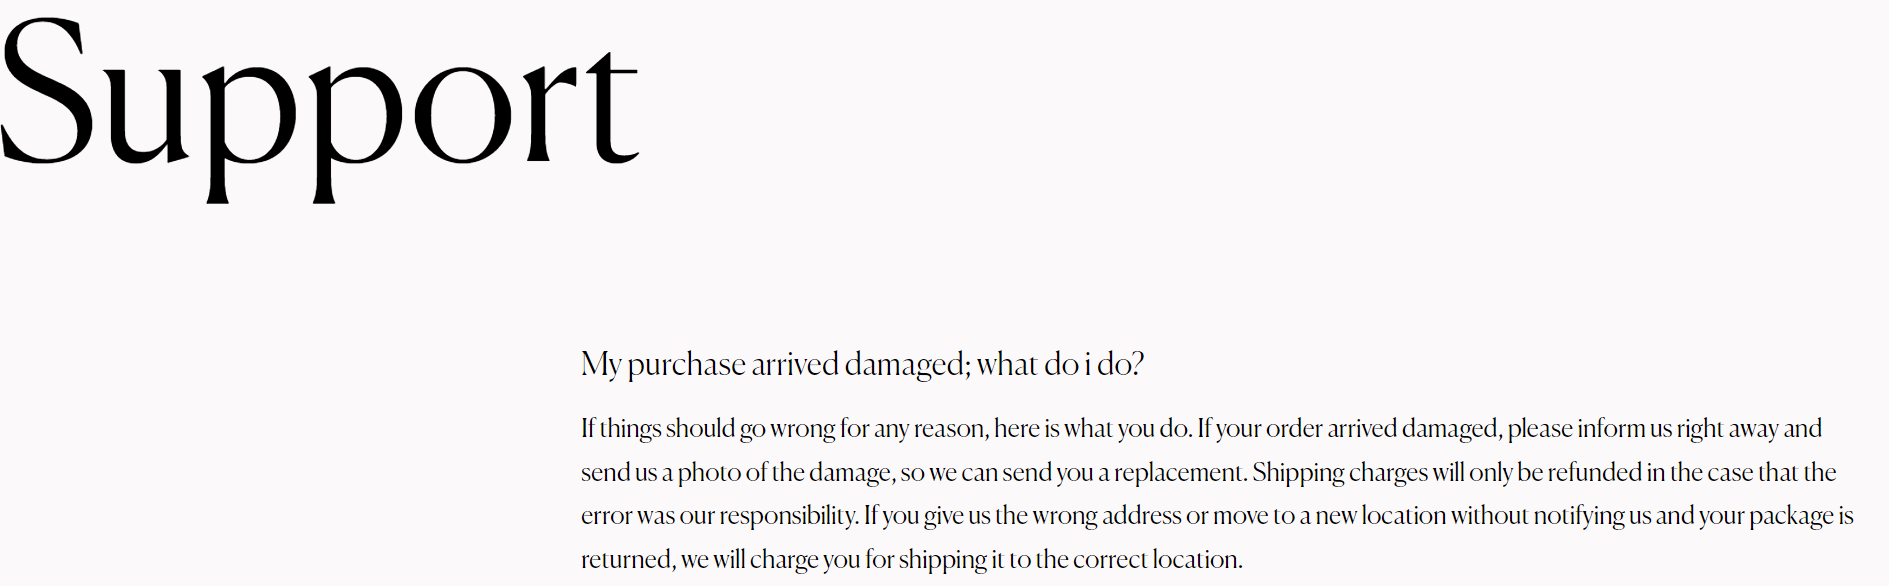 Support
My purchase arrived damaged; what do i do?
If things should go wrong for any reason, here is what you do. If your order arrived damaged, please inform us right away and
send us a photo of the damage, so we can send you a replacement. Shipping charges will only be refunded in the case that the
error was our responsibility. If you give us the wrong address or move to a new location without notifying us and your package is
returned, we will charge you for shipping it to the correct location.